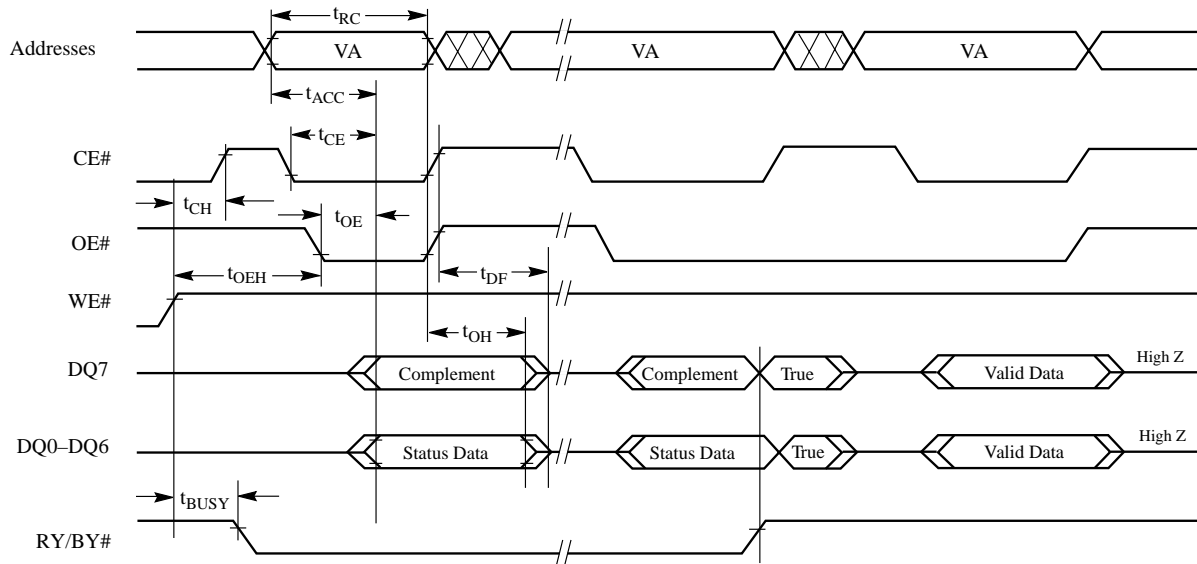 t_RC
Addresses VA VA VA
t_ACC
t_CE
CE#
t_CH t_OE
OE#
t_OEH t_DF
WE#
t_OH
DQ7 Complement Complement True Valid Data High Z
DQ0–DQ6 Status Data Status Data True Valid Data High Z
t_BUSY
RY/BY#